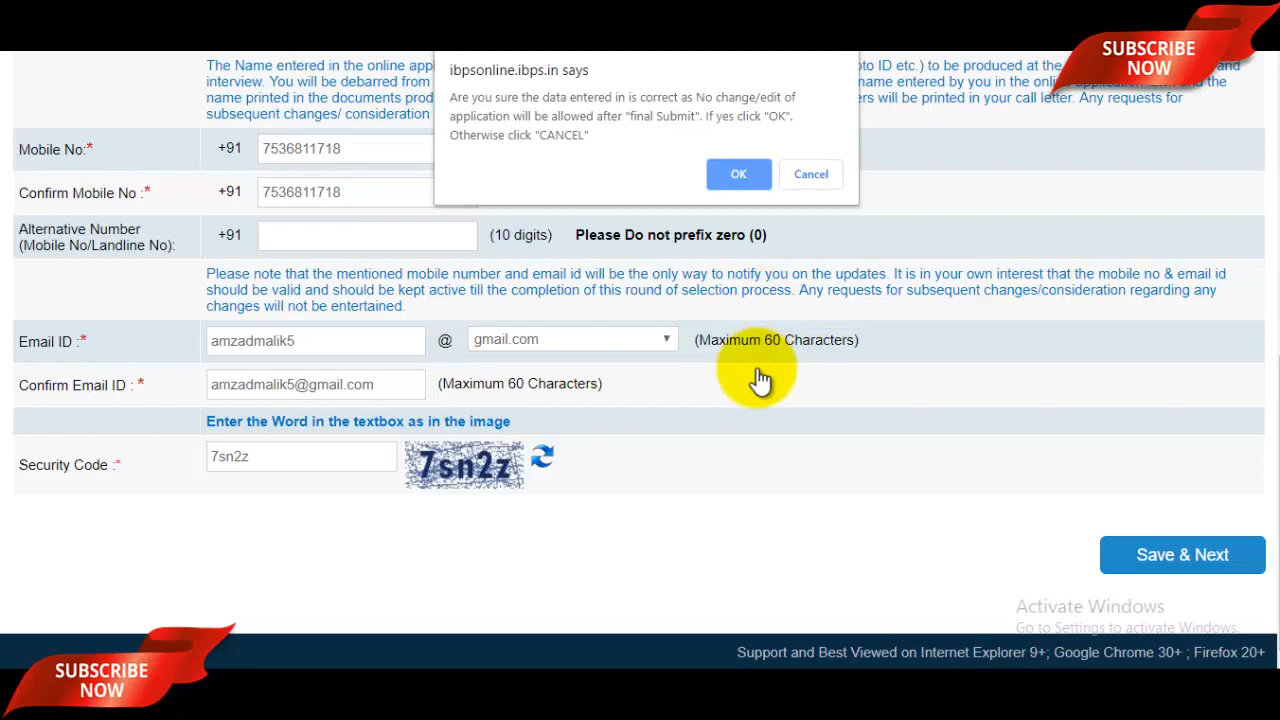 SUBSCRIBE
NOW
ibpsonline.ibps.in says
Are you sure the data entered in is correct as No change/edit of
application will be allowed after "final Submit". If yes click "OK".
Otherwise click "CANCEL"
OK Cancel
The Name entered in the online app oto ID etc.) to be produced at the and
interview. You will be debarred from name entered by you in the onli
name printed in the documents prod ers will be printed in your call letter. Any requests for
subsequent changes/ consideration
Mobile No:* +91 7536811718
Confirm Mobile No :* +91 7536811718
Alternative Number
(Mobile No/Landline No): +91 (10 digits) Please Do not prefix zero (0)
Please note that the mentioned mobile number and email id will be the only way to notify you on the updates. It is in your own interest that the mobile no & email id
should be valid and should be kept active till the completion of this round of selection process. Any requests for subsequent changes/consideration regarding any
changes will not be entertained.
Email ID :* amzadmalik5 @ gmail.com (Maximum 60 Characters)
Confirm Email ID : * amzadmalik5@gmail.com (Maximum 60 Characters)
Enter the Word in the textbox as in the image
Security Code :* 7sn2z 7sn2z
Save & Next
Activate Windows
Go to Settings to activate Windows.
Support and Best Viewed on Internet Explorer 9+; Google Chrome 30+ ; Firefox 20+
SUBSCRIBE
NOW